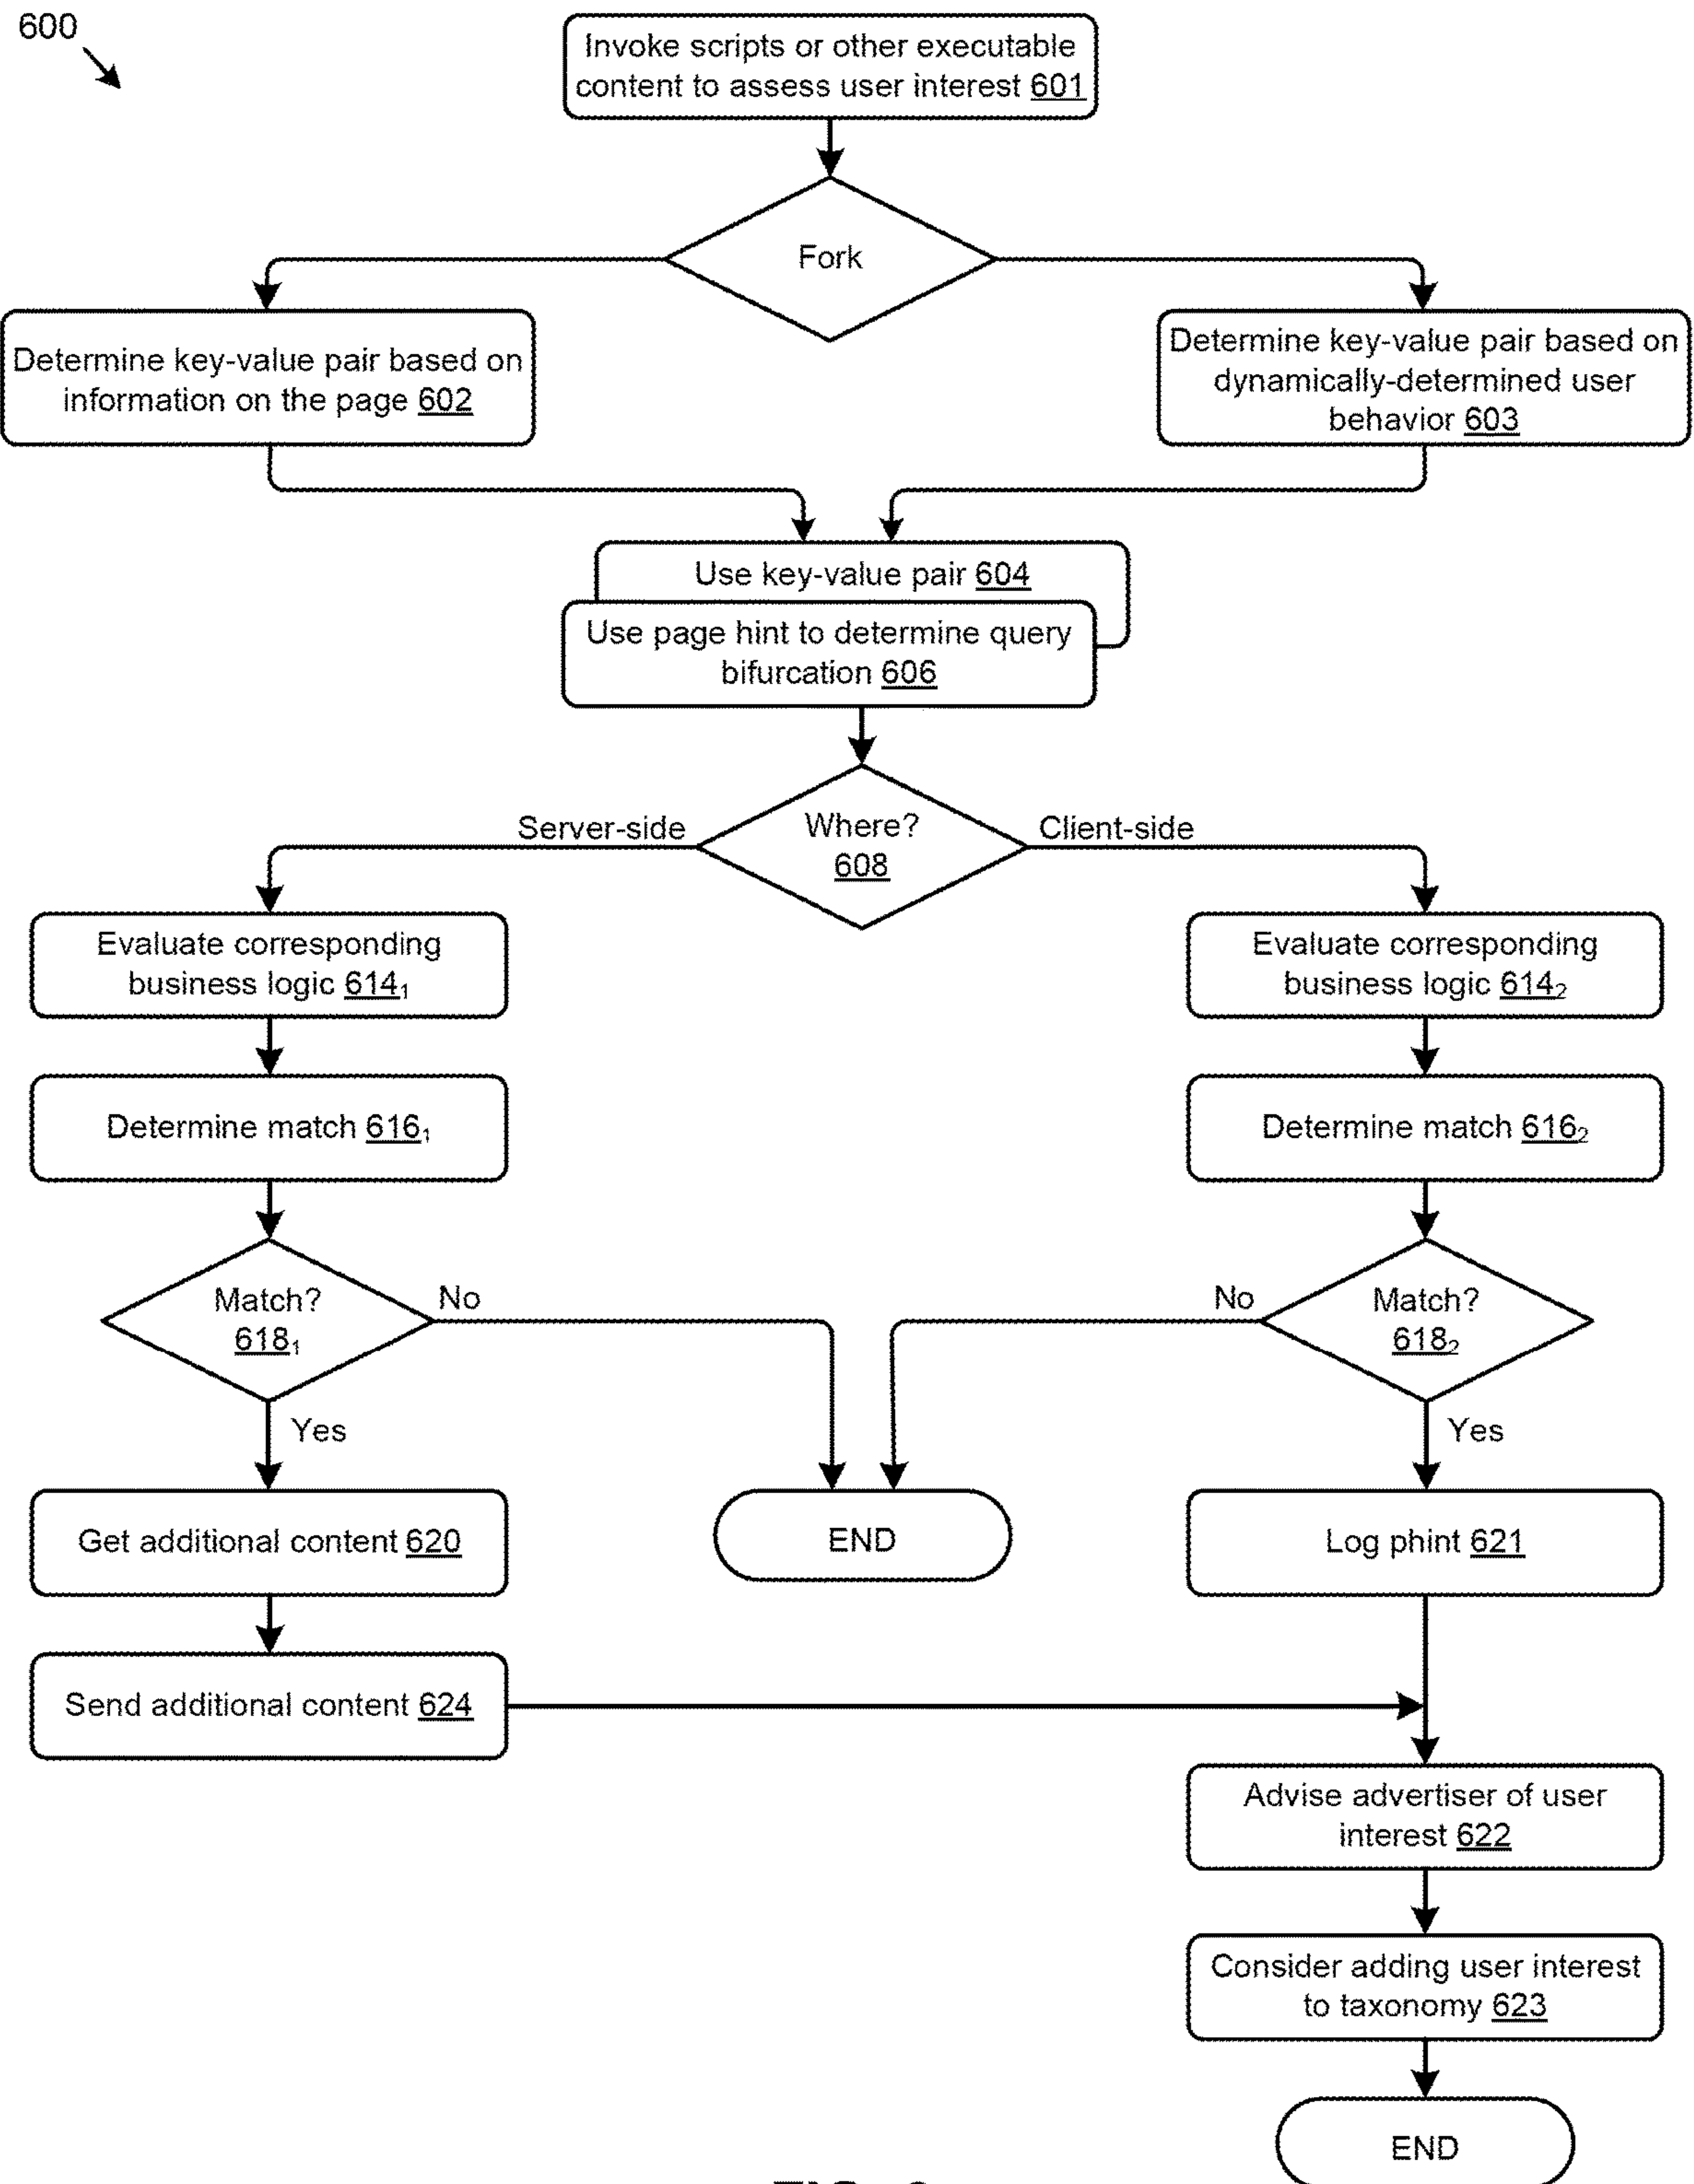 600
Invoke scripts or other executable
content to assess user interest 601
Fork
Determine key-value pair based on
information on the page 602
Determine key-value pair based on
dynamically-determined user
behavior 603
Use key-value pair 604
Use page hint to determine query
bifurcation 606
Server-side
Where?
608
Client-side
Evaluate corresponding
business logic 614₁
Evaluate corresponding
business logic 614₂
Determine match 616₁
Determine match 616₂
Match?
618₁
No
No
Match?
618₂
Yes
Yes
Get additional content 620
END
Log phint 621
Send additional content 624
Advise advertiser of user
interest 622
Consider adding user interest
to taxonomy 623
END